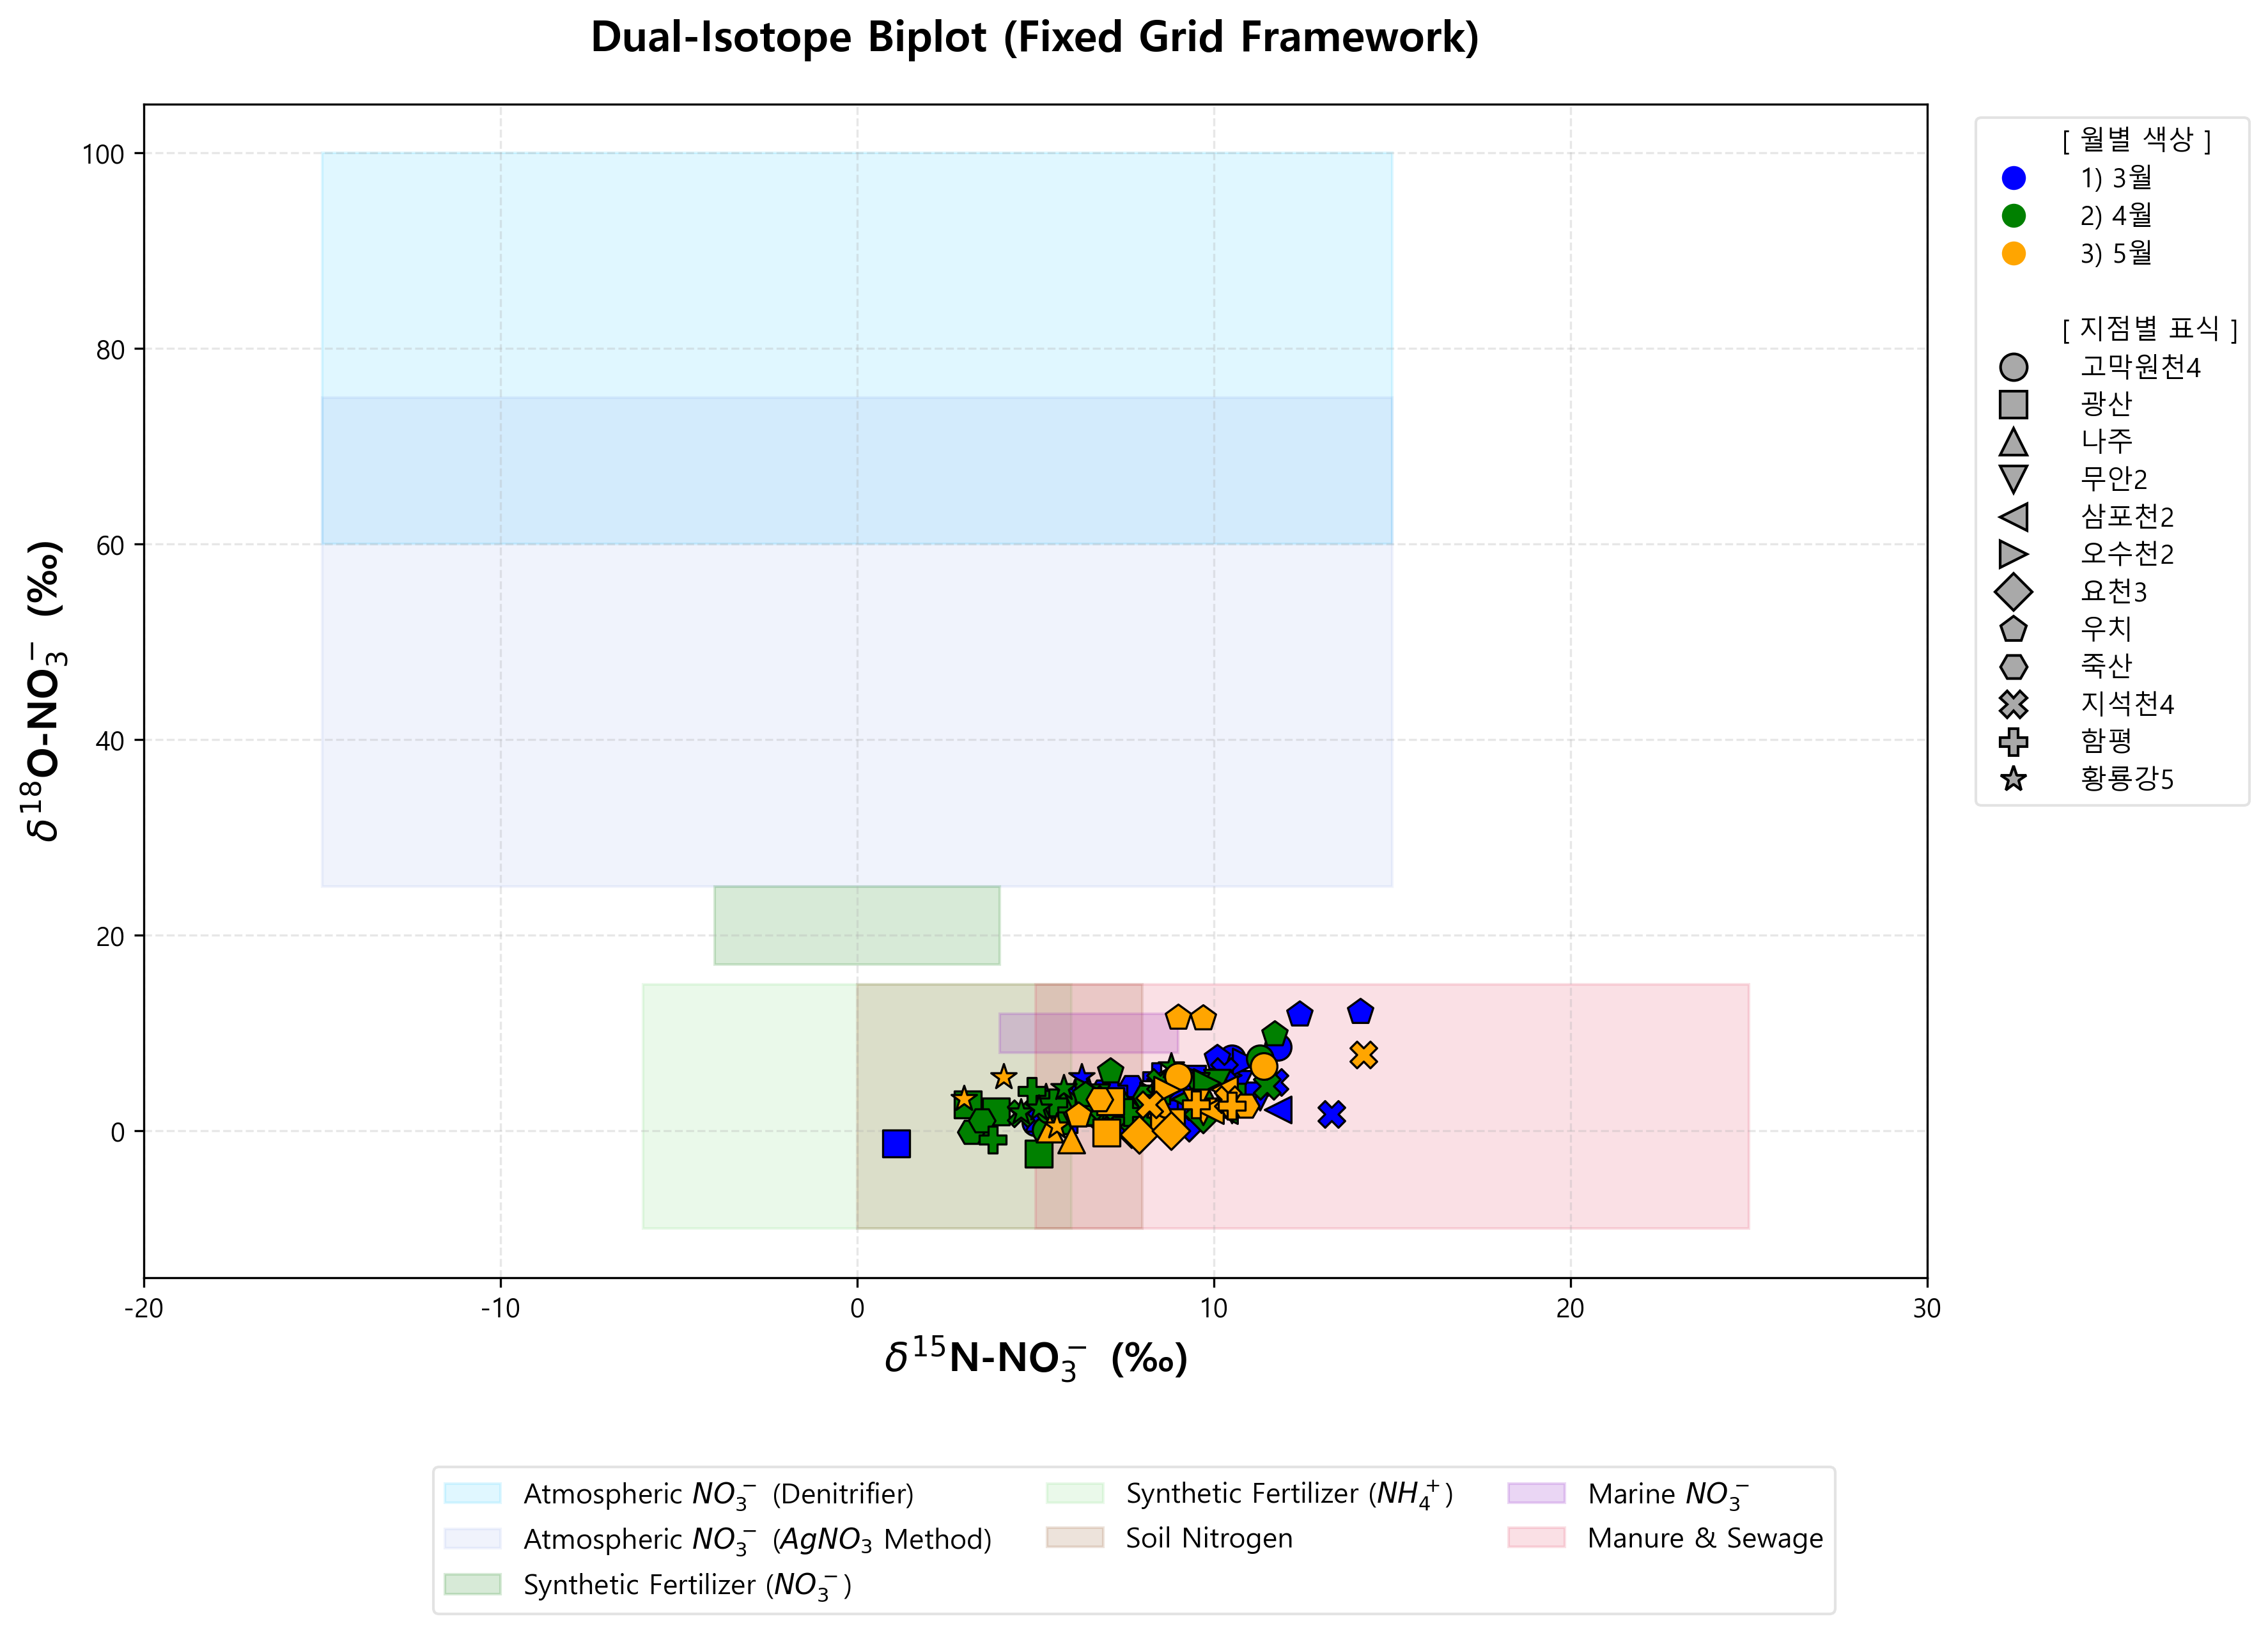 Dual-Isotope Biplot (Fixed Grid Framework)
δ¹⁸O-NO₃⁻ (‰)
100
80
60
40
20
0
-20
-10
0
10
20
30
δ¹⁵N-NO₃⁻ (‰)
[ 월별 색상 ]
1) 3월
2) 4월
3) 5월
[ 지점별 표식 ]
고막원천4
광산
나주
무안2
삼포천2
오수천2
요천3
우치
죽산
지석천4
함평
황룡강5
Atmospheric NO₃⁻ (Denitrifier)
Atmospheric NO₃⁻ (AgNO₃ Method)
Synthetic Fertilizer (NO₃⁻)
Synthetic Fertilizer (NH₄⁺)
Soil Nitrogen
Marine NO₃⁻
Manure & Sewage